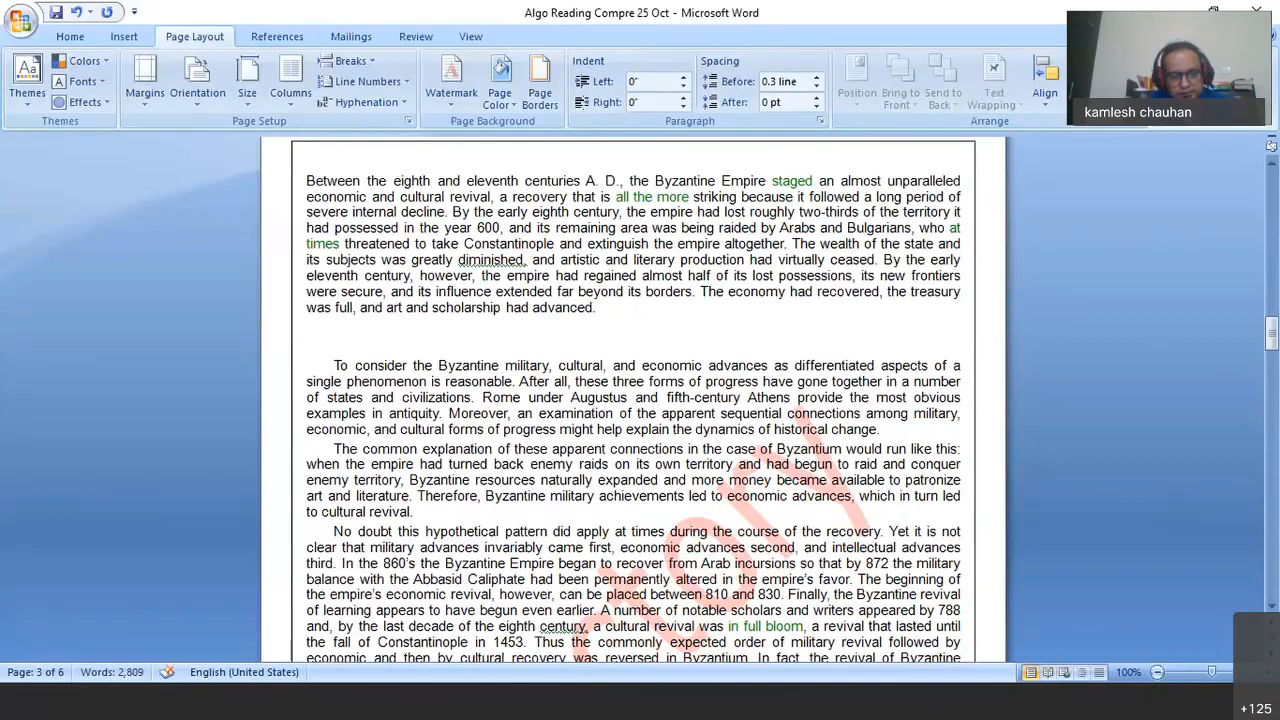 Algo Reading Compre 25 Oct - Microsoft Word
Home Insert Page Layout References Mailings Review View
Colors Breaks Indent Spacing
Aa Line Numbers Left: 0" Before: 0.3 line
Fonts Hyphenation Right: 0" After: 0 pt
Themes Effects Margins Orientation Size Columns Watermark Page Color Page Borders Position Bring to Front Send to Back Text Wrapping Align
Themes Page Setup Page Background Paragraph Arrange
kamlesh chauhan
Between the eighth and eleventh centuries A. D., the Byzantine Empire staged an almost unparalleled
economic and cultural revival, a recovery that is all the more striking because it followed a long period of
severe internal decline. By the early eighth century, the empire had lost roughly two-thirds of the territory it
had possessed in the year 600, and its remaining area was being raided by Arabs and Bulgarians, who at
times threatened to take Constantinople and extinguish the empire altogether. The wealth of the state and
its subjects was greatly diminished, and artistic and literary production had virtually ceased. By the early
eleventh century, however, the empire had regained almost half of its lost possessions, its new frontiers
were secure, and its influence extended far beyond its borders. The economy had recovered, the treasury
was full, and art and scholarship had advanced.
To consider the Byzantine military, cultural, and economic advances as differentiated aspects of a
single phenomenon is reasonable. After all, these three forms of progress have gone together in a number
of states and civilizations. Rome under Augustus and fifth-century Athens provide the most obvious
examples in antiquity. Moreover, an examination of the apparent sequential connections among military,
economic, and cultural forms of progress might help explain the dynamics of historical change.
The common explanation of these apparent connections in the case of Byzantium would run like this:
when the empire had turned back enemy raids on its own territory and had begun to raid and conquer
enemy territory, Byzantine resources naturally expanded and more money became available to patronize
art and literature. Therefore, Byzantine military achievements led to economic advances, which in turn led
to cultural revival.
No doubt this hypothetical pattern did apply at times during the course of the recovery. Yet it is not
clear that military advances invariably came first, economic advances second, and intellectual advances
third. In the 860's the Byzantine Empire began to recover from Arab incursions so that by 872 the military
balance with the Abbasid Caliphate had been permanently altered in the empire's favor. The beginning of
the empire's economic revival, however, can be placed between 810 and 830. Finally, the Byzantine revival
of learning appears to have begun even earlier. A number of notable scholars and writers appeared by 788
and, by the last decade of the eighth century, a cultural revival was in full bloom, a revival that lasted until
the fall of Constantinople in 1453. Thus the commonly expected order of military revival followed by
economic and then by cultural recovery was reversed in Byzantium. In fact, the revival of Byzantine
Page: 3 of 6 Words: 2,809 English (United States) 100%
+125